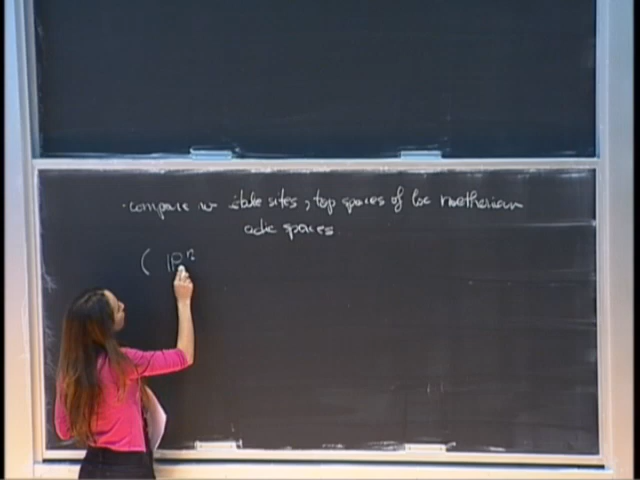 · compare w étale sites, top spaces of loc noetherian
adic spaces
( ℙⁿ